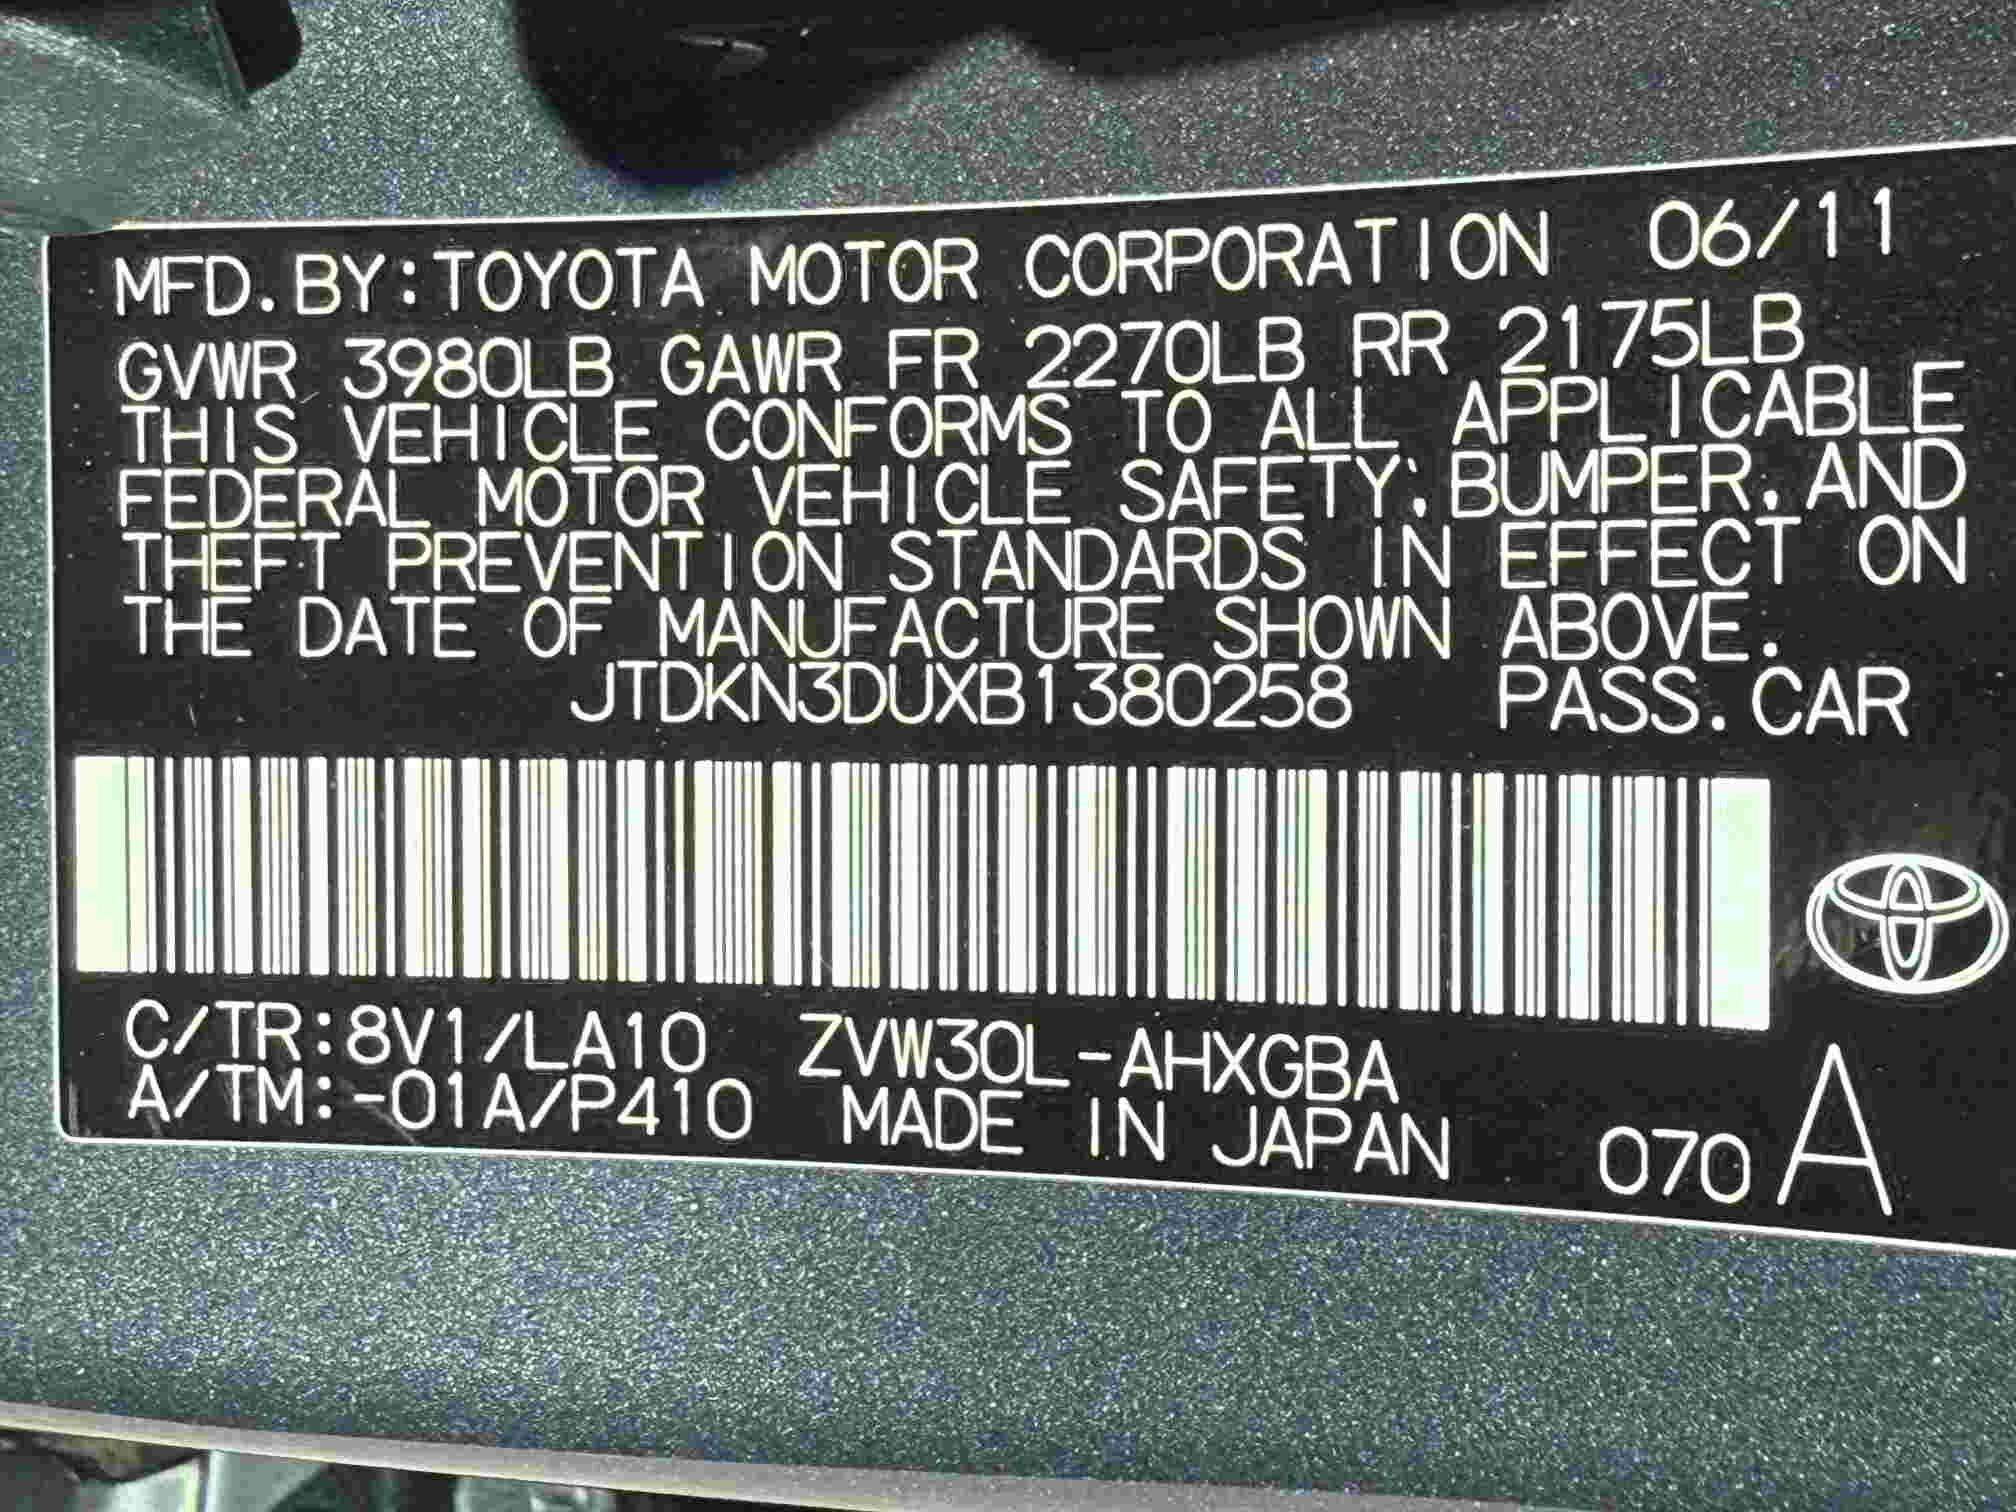 MFD.BY:TOYOTA MOTOR CORPORATION 06/11
GVWR 3980LB GAWR FR 2270LB RR 2175LB
THIS VEHICLE CONFORMS TO ALL APPLICABLE
FEDERAL MOTOR VEHICLE SAFETY, BUMPER, AND
THEFT PREVENTION STANDARDS IN EFFECT ON
THE DATE OF MANUFACTURE SHOWN ABOVE.
JTDKN3DUXB1380258 PASS.CAR
C/TR:8V1/LA10 ZVW30L-AHXGBA
A/TM:-01A/P410 MADE IN JAPAN 070 A